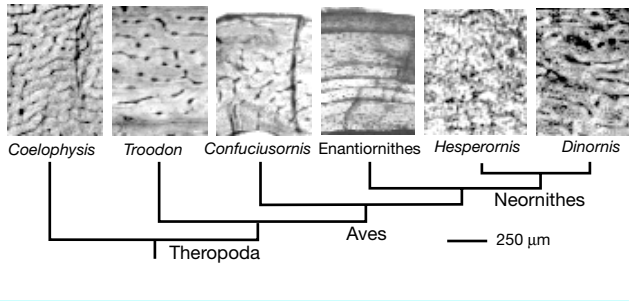 Coelophysis Troodon Confuciusornis Enantiornithes Hesperornis Dinornis
Neornithes
Aves
250 μm
Theropoda